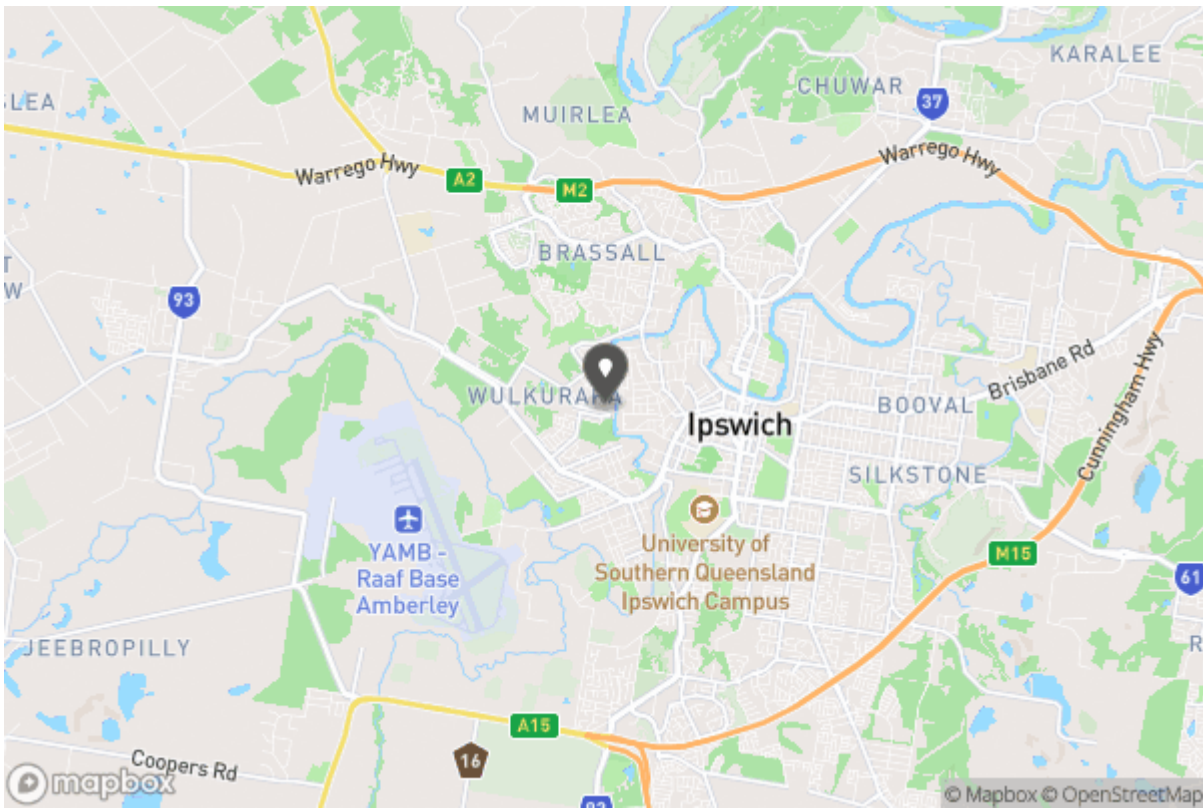 KARALEE
CHUWAR
37
SLEA
MUIRLEA
Warrego Hwy
Warrego Hwy
A2
M2
BRASSALL
93
Brisbane Rd
WULKURAKA
BOOVAL
Ipswich
Cunningham Hwy
SILKSTONE
YAMB -
Raaf Base
Amberley
University of
Southern Queensland
Ipswich Campus
M15
61
JEEBROPILLY
A15
16
Coopers Rd
mapbox
© Mapbox © OpenStreetMap